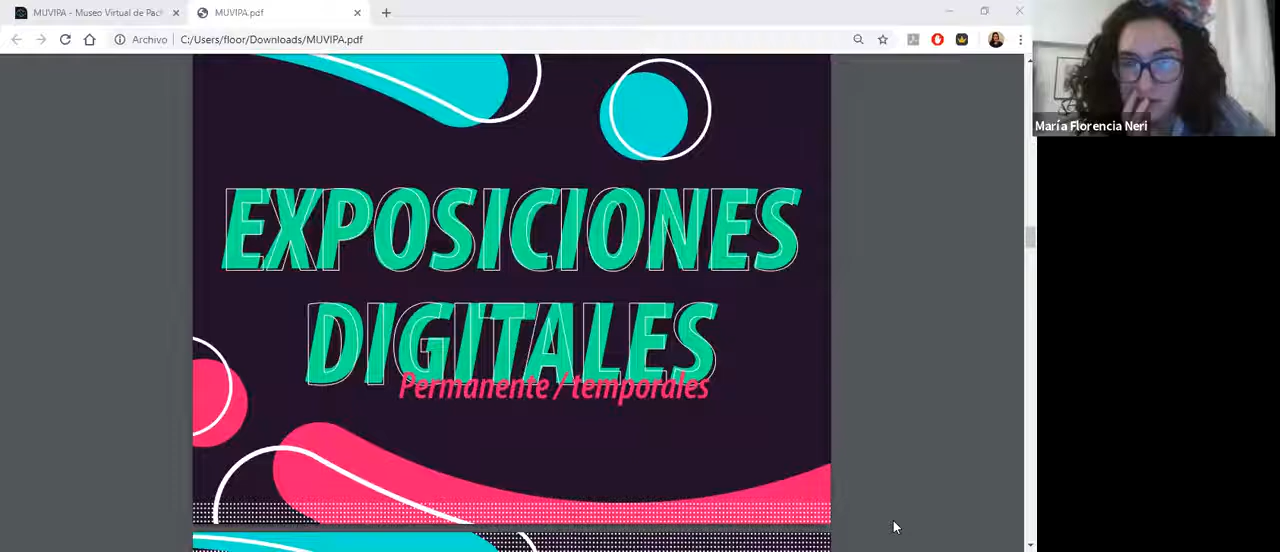 MUVIPA - Museo Virtual de Pac
MUVIPA.pdf
Archivo
C:/Users/floor/Downloads/MUVIPA.pdf
María Florencia Neri
EXPOSICIONES
DIGITALES
Permanente / temporales